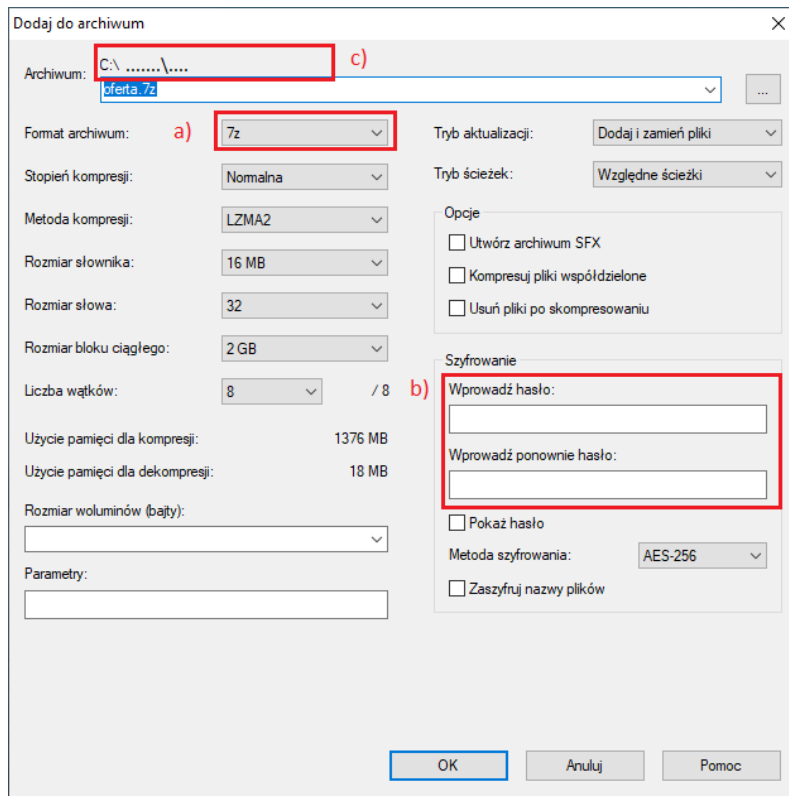 Dodaj do archiwum
Archiwum: C:\ .......\.... c)
oferta.7z ...
Format archiwum: a) 7z Tryb aktualizacji: Dodaj i zamień pliki
Stopień kompresji: Normalna Tryb ścieżek: Względne ścieżki
Metoda kompresji: LZMA2 Opcje
Utwórz archiwum SFX
Rozmiar słownika: 16 MB Kompresuj pliki współdzielone
Rozmiar słowa: 32 Usuń pliki po skompresowaniu
Rozmiar bloku ciągłego: 2 GB Szyfrowanie
Liczba wątków: 8 / 8 b) Wprowadź hasło:
Użycie pamięci dla kompresji: 1376 MB
Wprowadź ponownie hasło:
Użycie pamięci dla dekompresji: 18 MB
Rozmiar woluminów (bajty):
Pokaż hasło
Metoda szyfrowania: AES-256
Parametry: Zaszyfruj nazwy plików
OK Anuluj Pomoc